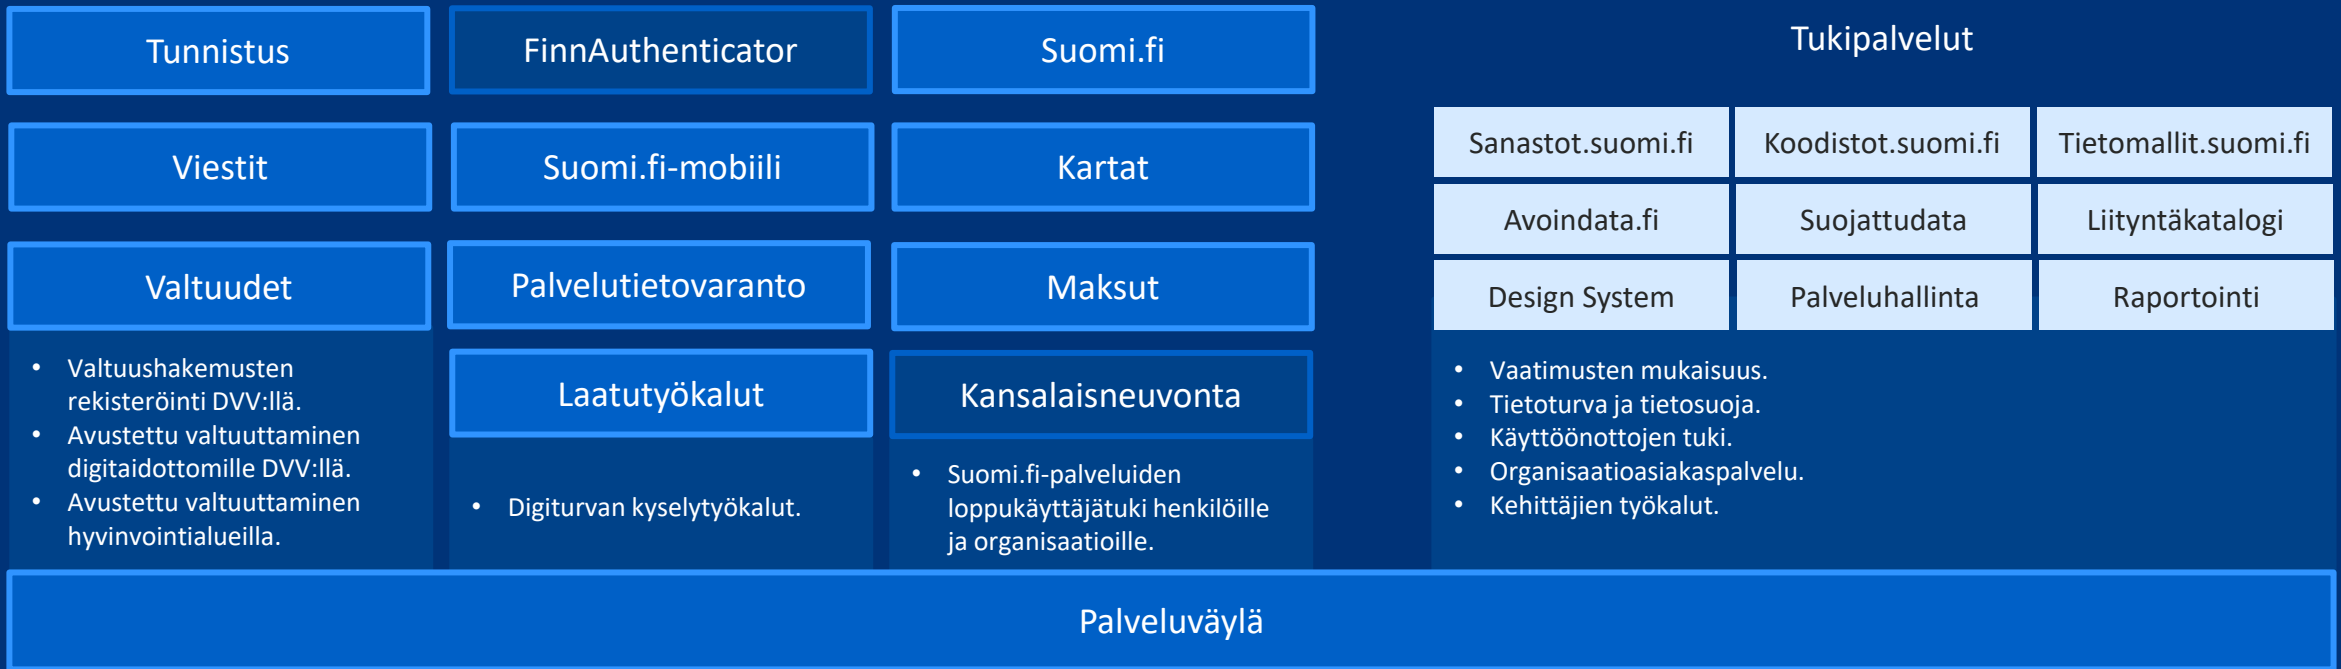 Tunnistus
FinnAuthenticator
Suomi.fi
Viestit
Suomi.fi-mobiili
Kartat
Valtuudet
Palvelutietovaranto
Maksut
• Valtuushakemusten
rekisteröinti DVV:llä.
• Avustettu valtuuttaminen
digitaidottomille DVV:llä.
• Avustettu valtuuttaminen
hyvinvointialueilla.
Laatutyökalut
• Digiturvan kyselytyökalut.
Kansalaisneuvonta
• Suomi.fi-palveluiden
loppukäyttäjätuki henkilöille
ja organisaatioille.
Tukipalvelut
Sanastot.suomi.fi
Koodistot.suomi.fi
Tietomallit.suomi.fi
Avoindata.fi
Suojattudata
Liityntäkatalogi
Design System
Palveluhallinta
Raportointi
• Vaatimusten mukaisuus.
• Tietoturva ja tietosuoja.
• Käyttöönottojen tuki.
• Organisaatioasiakaspalvelu.
• Kehittäjien työkalut.
Palveluväylä